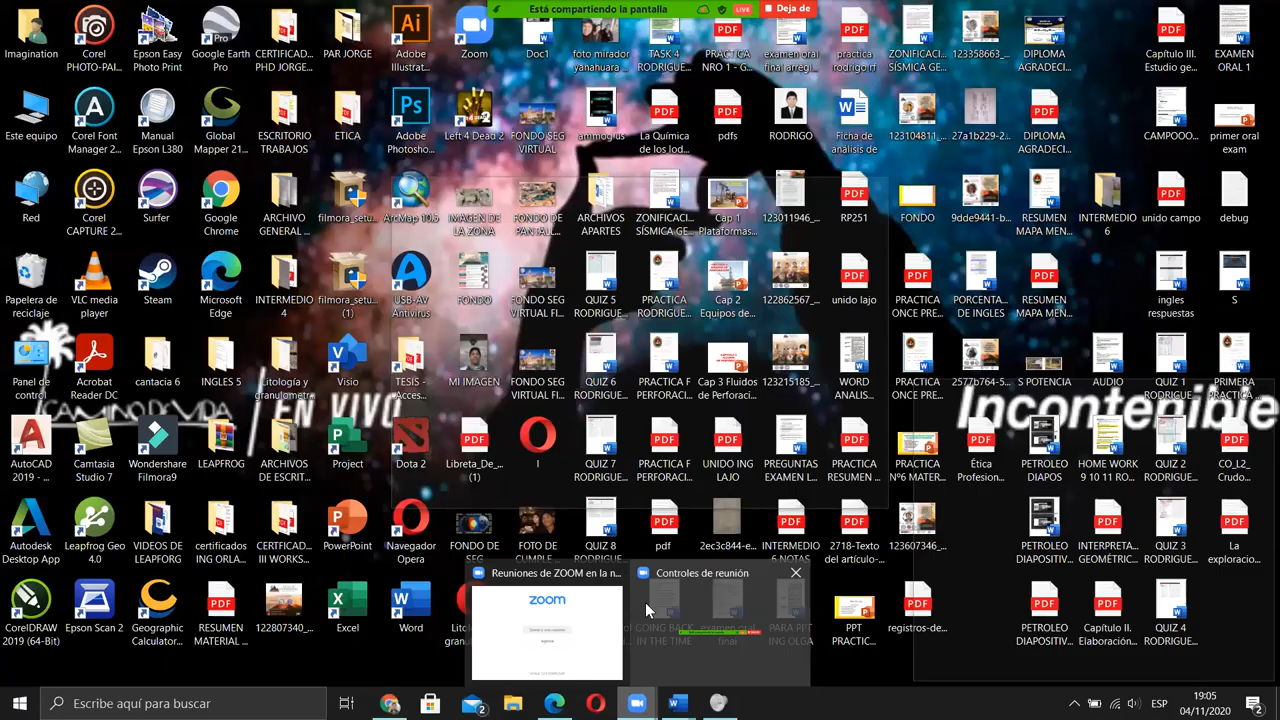 Está compartiendo la pantalla
LIVE
Deja de
Imagination
Corel
PHOTO-PAI...
Epson Easy
Photo Print
Google Earth
Pro
CERTIFICAD...
PHD JORGE...
PAR JORGE
Adobe
Illustrat...
Zoom
Doc1
foto mirador
yanahuara...
TASK 4
RODRIGUE...
PRACTICA
NRO 1 - G...
examen oral
final arregl...
practica
rodrigo rf
ZONIFICACI...
SÍSMICA GE...
123358663_...
DIPLOMA
AGRADECI...
Capítulo III.
Estudio ge...
EXAMEN
ORAL 1
Este equipo
Corel Font
Manager 2...
Manual
Epson L380
Global
Mapper 21...
ESCRITORIO
TRABAJOS
ETICA
Adobe
Photosho...
Left 4 Dead 2
FONDO SEG
VIRTUAL
ammoglus
La Química
de los lod...
pdfs
RODRIGO
Ficha de
análisis de
123104811_...
27a1b229-2...
DIPLOMA
AGRADECI...
CAMPOOO...
primer oral
exam
Red
Corel
CAPTURE 2...
Surfer
Google
Chrome
ARCHIVO
GENERAL ...
filmora_setu...
ArcMap 10.5
IMAGEN DE
LA ZONA
FONDO DE
PANTALL...
ARCHIVOS
APARTES
ZONIFICACI...
SÍSMICA GE...
Cap 1
Plataformas...
123011946_...
RP251
FONDO
9dde9441-b...
RESUMEN
MAPA MEN...
INTERMEDIO
6
unido campo
debug
Papelera de
reciclaje
VLC media
player
Steam
Microsoft
Edge
INTERMEDIO
4
filmora_setu...
(1)
USB-AV
Antivirus
FONDO
FONDO SEG
VIRTUAL FI...
QUIZ 5
RODRIGUE...
PRACTICA
RODRIGUE...
Cap 2
Equipos de...
122862567_...
unido lajo
PRACTICA
ONCE PRE...
PORCENTA...
DE INGLES
RESUMEN
MAPA MEN...
ingles
respuestas
S
Panel de
control
Acrobat
Reader DC
cantacia 6
INGLES 5
Litología y
granulometr...
Visio
TESIS -
Acces...
MI IMAGEN
FONDO SEG
VIRTUAL FI...
QUIZ 6
RODRIGUE...
PRACTICA F
PERFORACI...
Cap 3 Fluidos
de Perforaci...
123215185_...
WORD
ANALIS...
PRACTICA
ONCE PRE...
2577b764-5...
S POTENCIA
AUDIO
QUIZ 1
RODRIGUE...
PRIMERA
PRACTICA ...
vivo
Incontenible
AutoCAD
2019 - ...
Camtasia
Studio 7
Wondershare
Filmora9
LEAPFROG
ARCHIVOS
DE ESCRIT...
Project
Dota 2
Libreta_De_...
(1)
I
QUIZ 7
RODRIGUE...
PRACTICA F
PERFORACI...
UNIDO ING
LAJO
PREGUNTAS
EXAMEN L...
PRACTICA
RESUMEN ...
PRACTICA
Nº6 MATER...
Ética
Profesion...
PETROLEO
DIAPOS
HOME WORK
9 10 11 RO...
QUIZ 2
RODRIGUE...
CO_L2_
Crudo...
Autodesk
Desktop App
Leapfrog Geo
4.0
VIDEOS DE
LEAPFORG
certificados
ING ORLA...
CERTIFICAD...
III WORKS...
PowerPoint
Navegador
Opera
FONDO DE
SEG
FOTO DE
CUMPLE...
QUIZ 8
RODRIGUE...
pdf
2ec3c844-e...
INTERMEDIO
6 NOTAS
2718-Texto
del artículo-...
123607346_...
PETROLEO
DIAPOSITIV...
INTERPRETA...
GEOMÉTRIC...
QUIZ 3
RODRIGUE...
La
exploracio...
CorelDRAW
2019 (64-Bit)
Epson Scan 2
Geographic
Calculator...
RESUMEN
MATERIAL ...
122807340_...
Excel
Word
GOING BACK
IN THE TIME
examen oral
final
PARA PPT
ING OLGA
PPT
PRACTIC...
registros-de...
PETROLEO
DIAPOSITIV...
Capítulo II.
Elaboración...
QUIZ 4
RODRIGUE...
Reuniones de ZOOM en la n...
Controles de reunión
zoom
Escribe aquí para buscar
2
ESP
19:05
04/11/2020
2